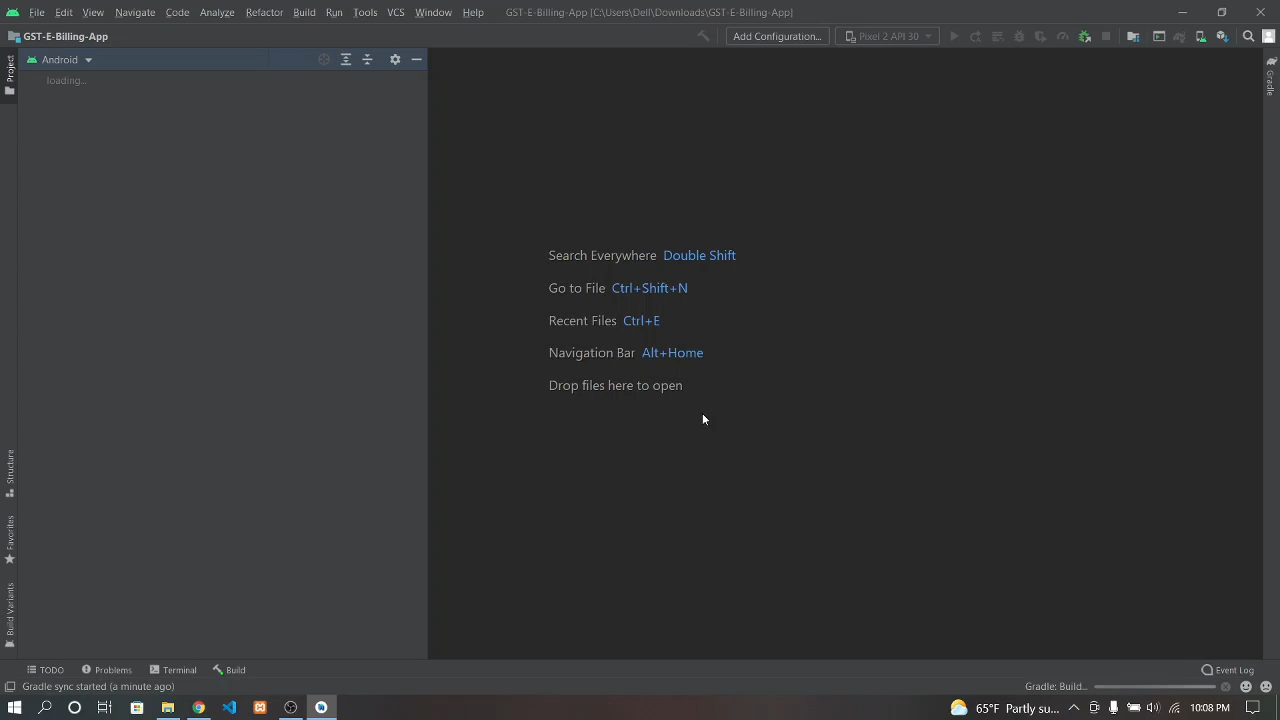 File Edit View Navigate Code Analyze Refactor Build Run Tools VCS Window Help GST-E-Billing-App [C:\Users\Dell\Downloads\GST-E-Billing-App]
GST-E-Billing-App
Add Configuration...
Pixel 2 API 30
Project
Android
Gradle
loading...
Search Everywhere Double Shift
Go to File Ctrl+Shift+N
Recent Files Ctrl+E
Navigation Bar Alt+Home
Drop files here to open
Structure
Favorites
Build Variants
TODO Problems Terminal Build Event Log
Gradle sync started (a minute ago) Gradle: Build...
65°F Partly su... 10:08 PM